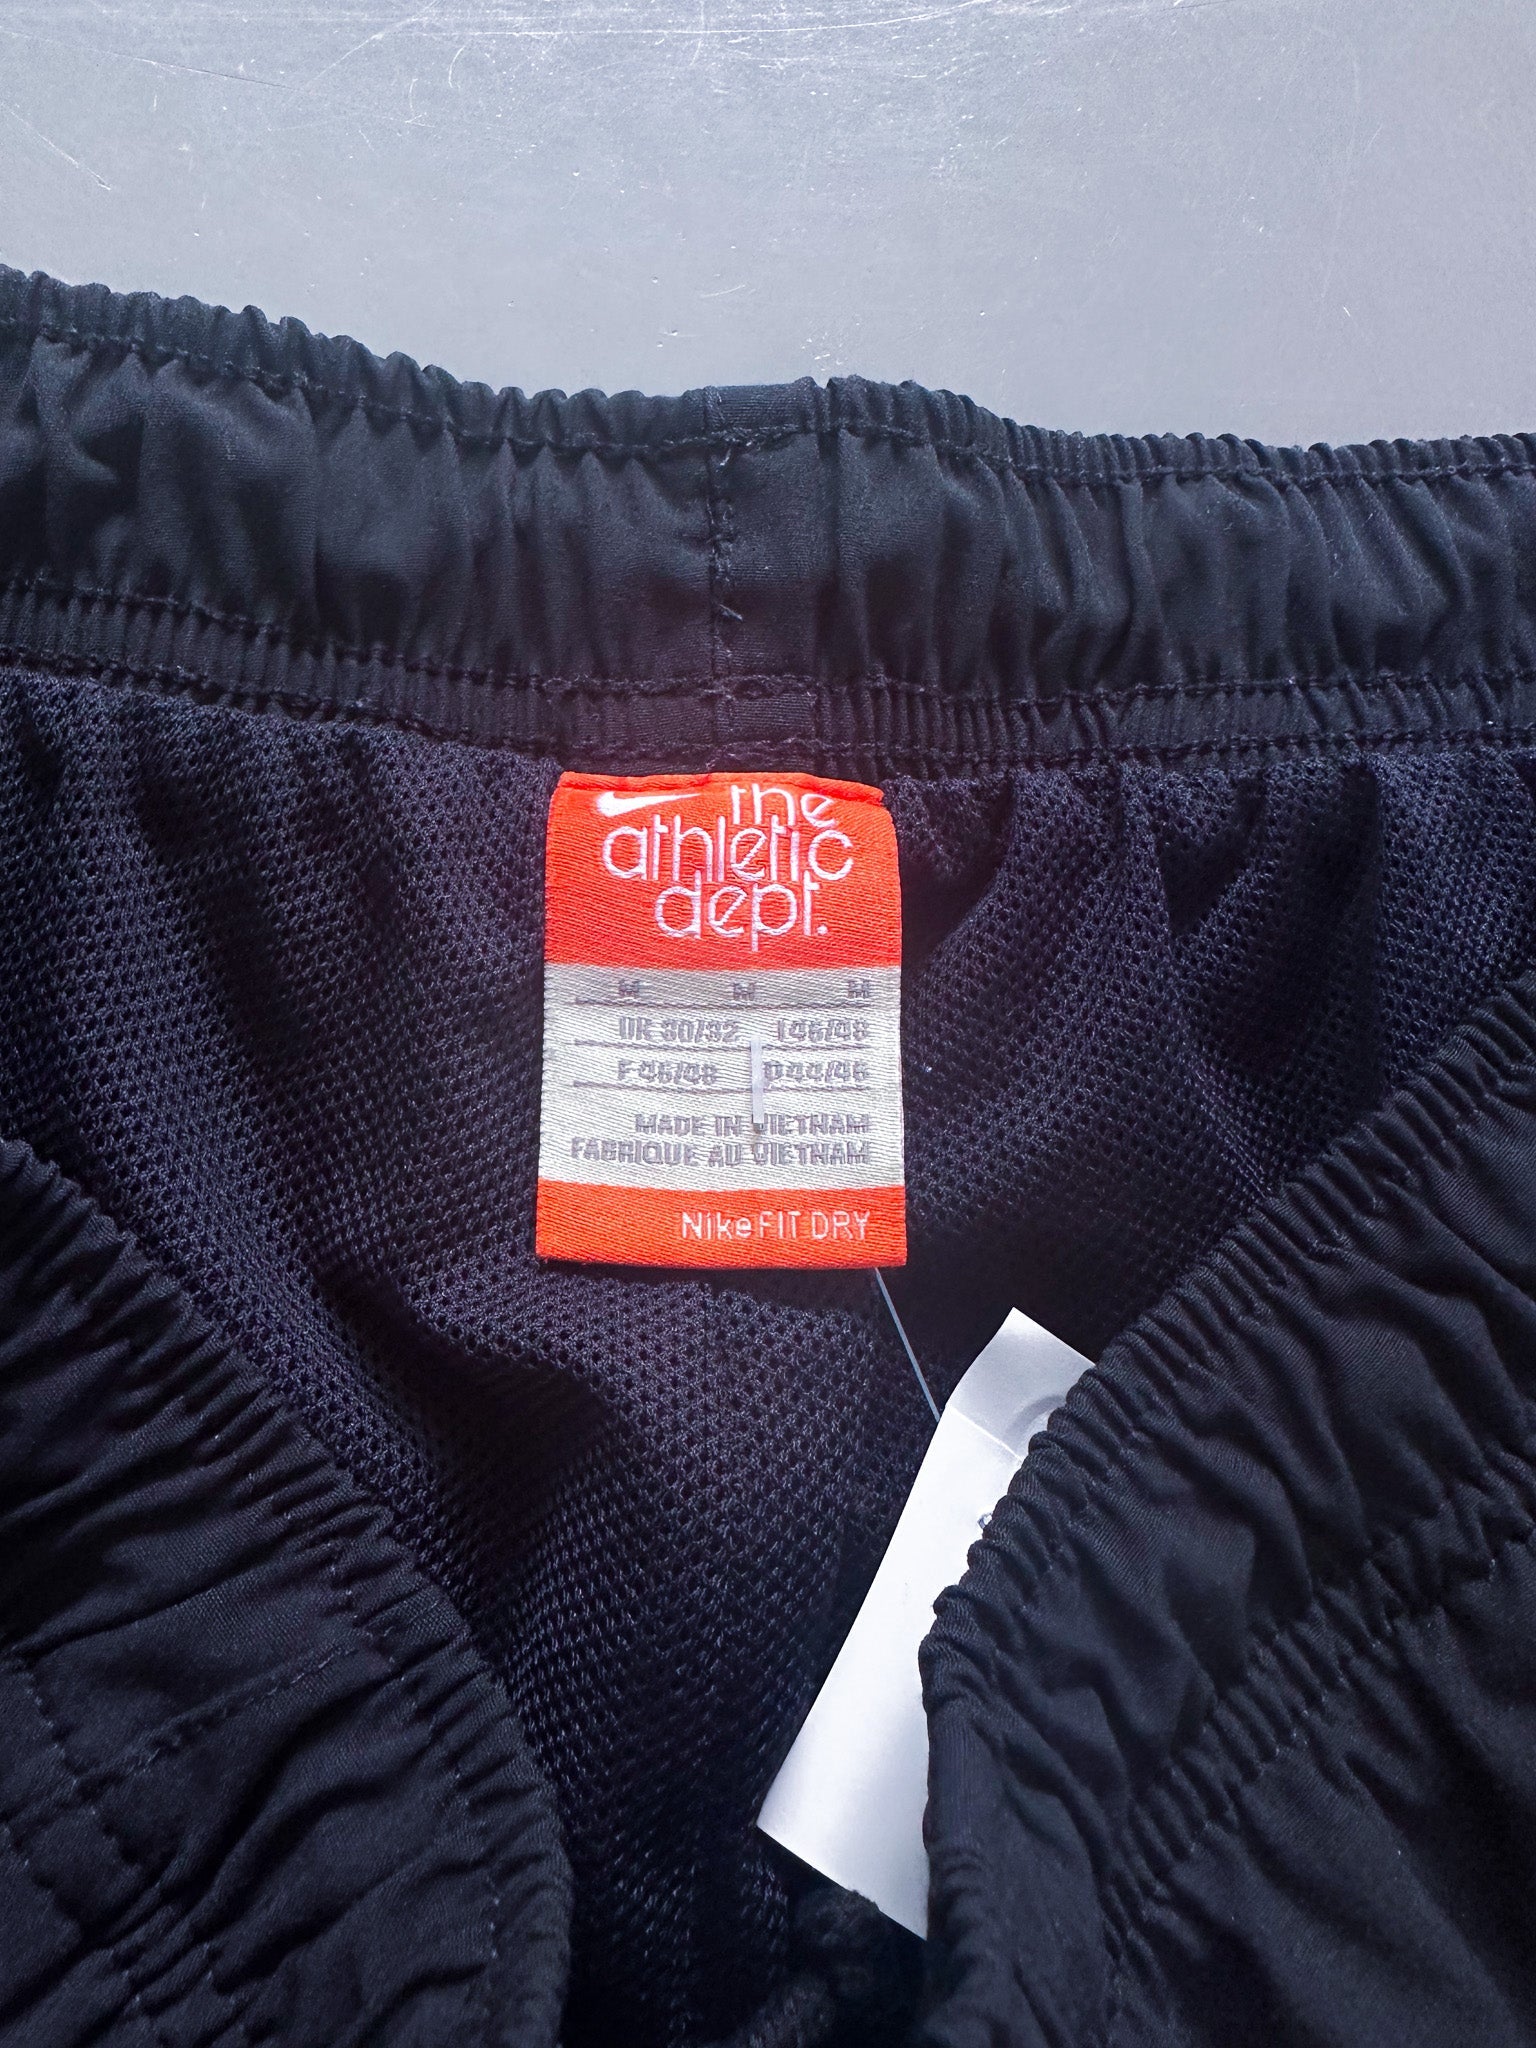 the
athletic
dept.
M M M
UK 30/32 I 46/48
F 46/48 D 44/46
MADE IN VIETNAM
FABRIQUE AU VIETNAM
Nike FIT DRY